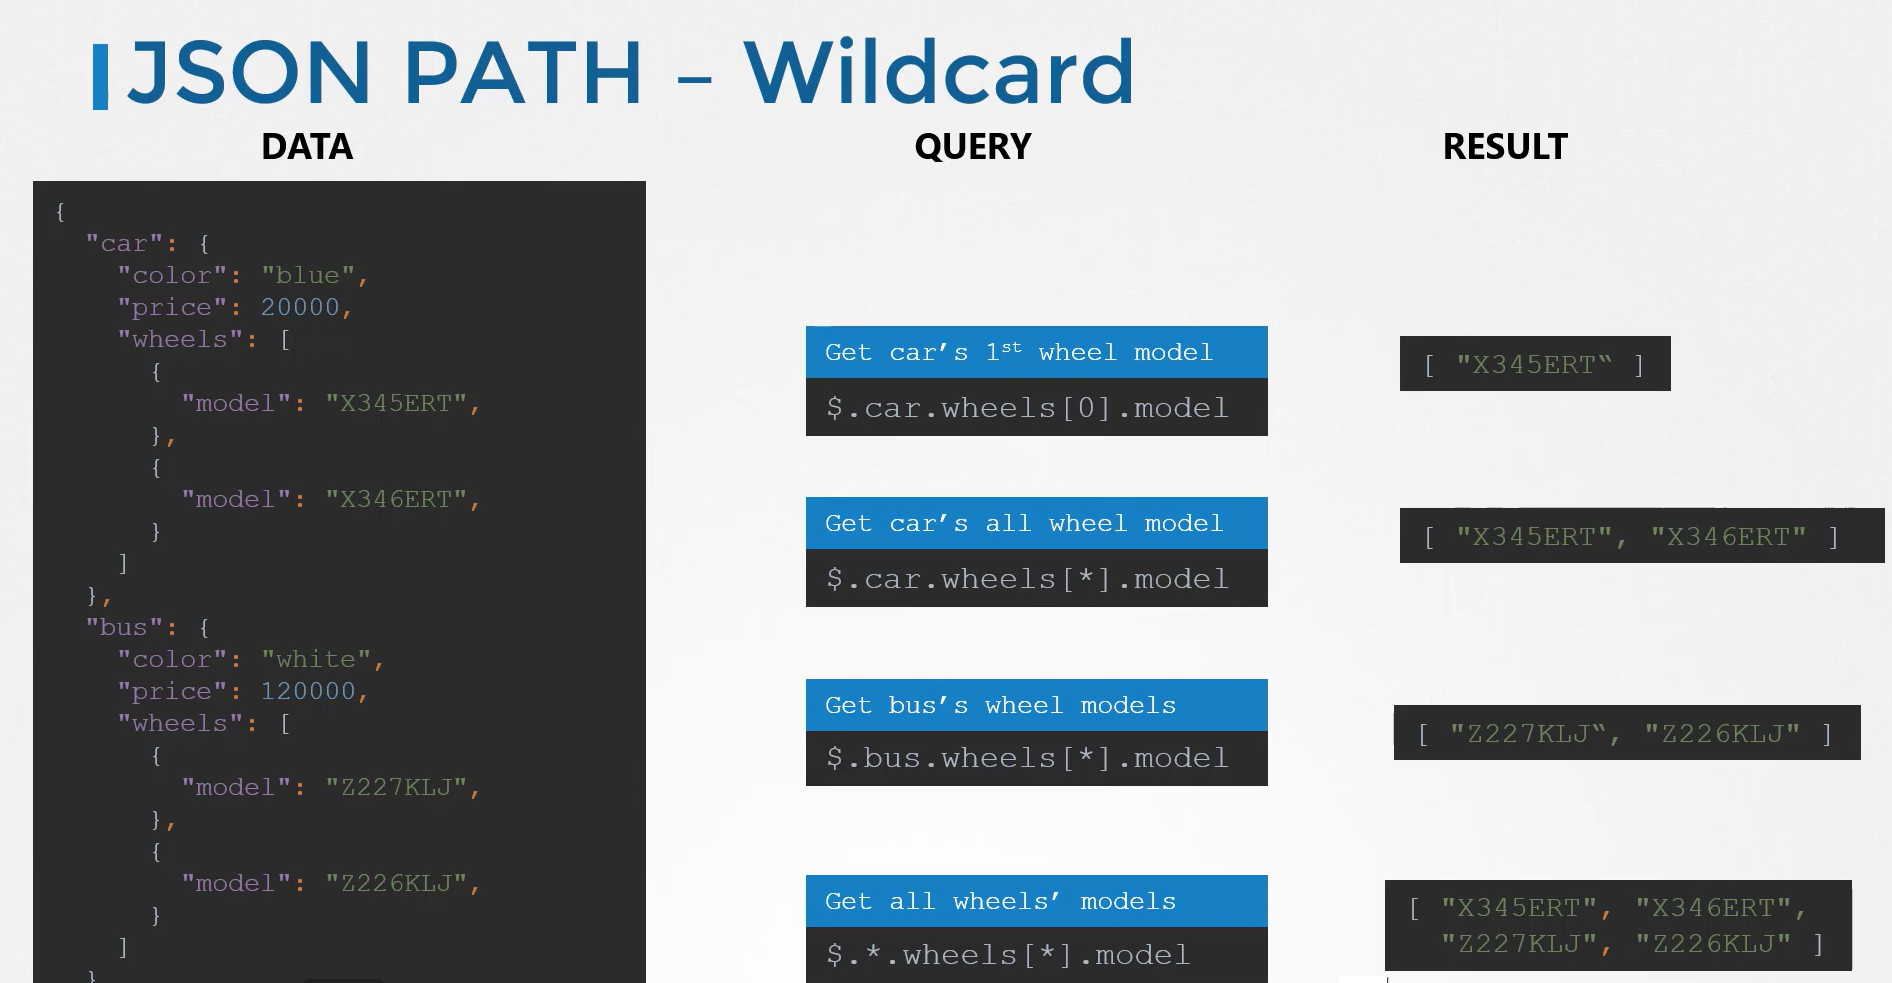 JSON PATH – Wildcard
DATA
{
"car": {
"color": "blue",
"price": 20000,
"wheels": [
{
"model": "X345ERT",
},
{
"model": "X346ERT",
}
]
},
"bus": {
"color": "white",
"price": 120000,
"wheels": [
{
"model": "Z227KLJ",
},
{
"model": "Z226KLJ",
}
]
}
QUERY
Get car’s 1st wheel model
$.car.wheels[0].model
Get car’s all wheel model
$.car.wheels[*].model
Get bus’s wheel models
$.bus.wheels[*].model
Get all wheels’ models
$.*.wheels[*].model
RESULT
[ "X345ERT‟ ]
[ "X345ERT", "X346ERT" ]
[ "Z227KLJ‟, "Z226KLJ" ]
[ "X345ERT", "X346ERT",
"Z227KLJ", "Z226KLJ" ]